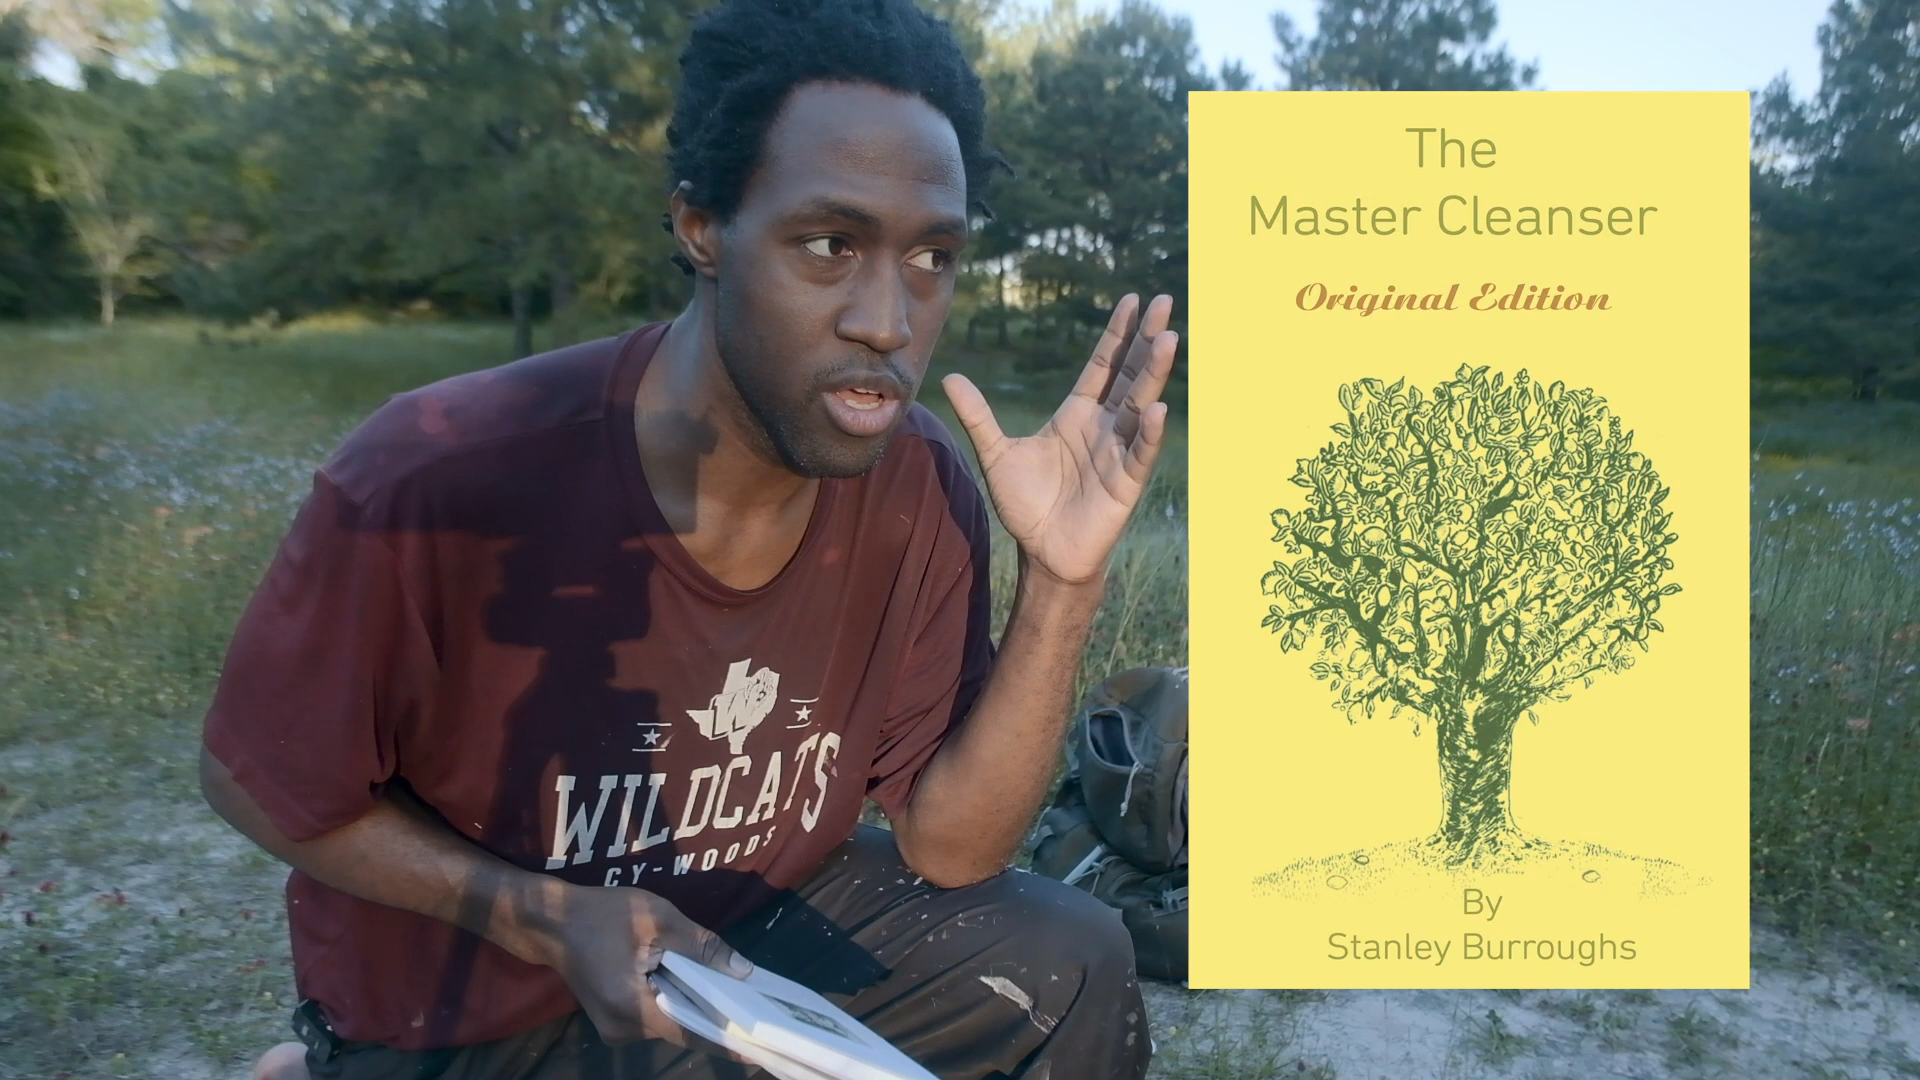 The
Master Cleanser
Original Edition
By
Stanley Burroughs
WILDCATS
CY-WOODS